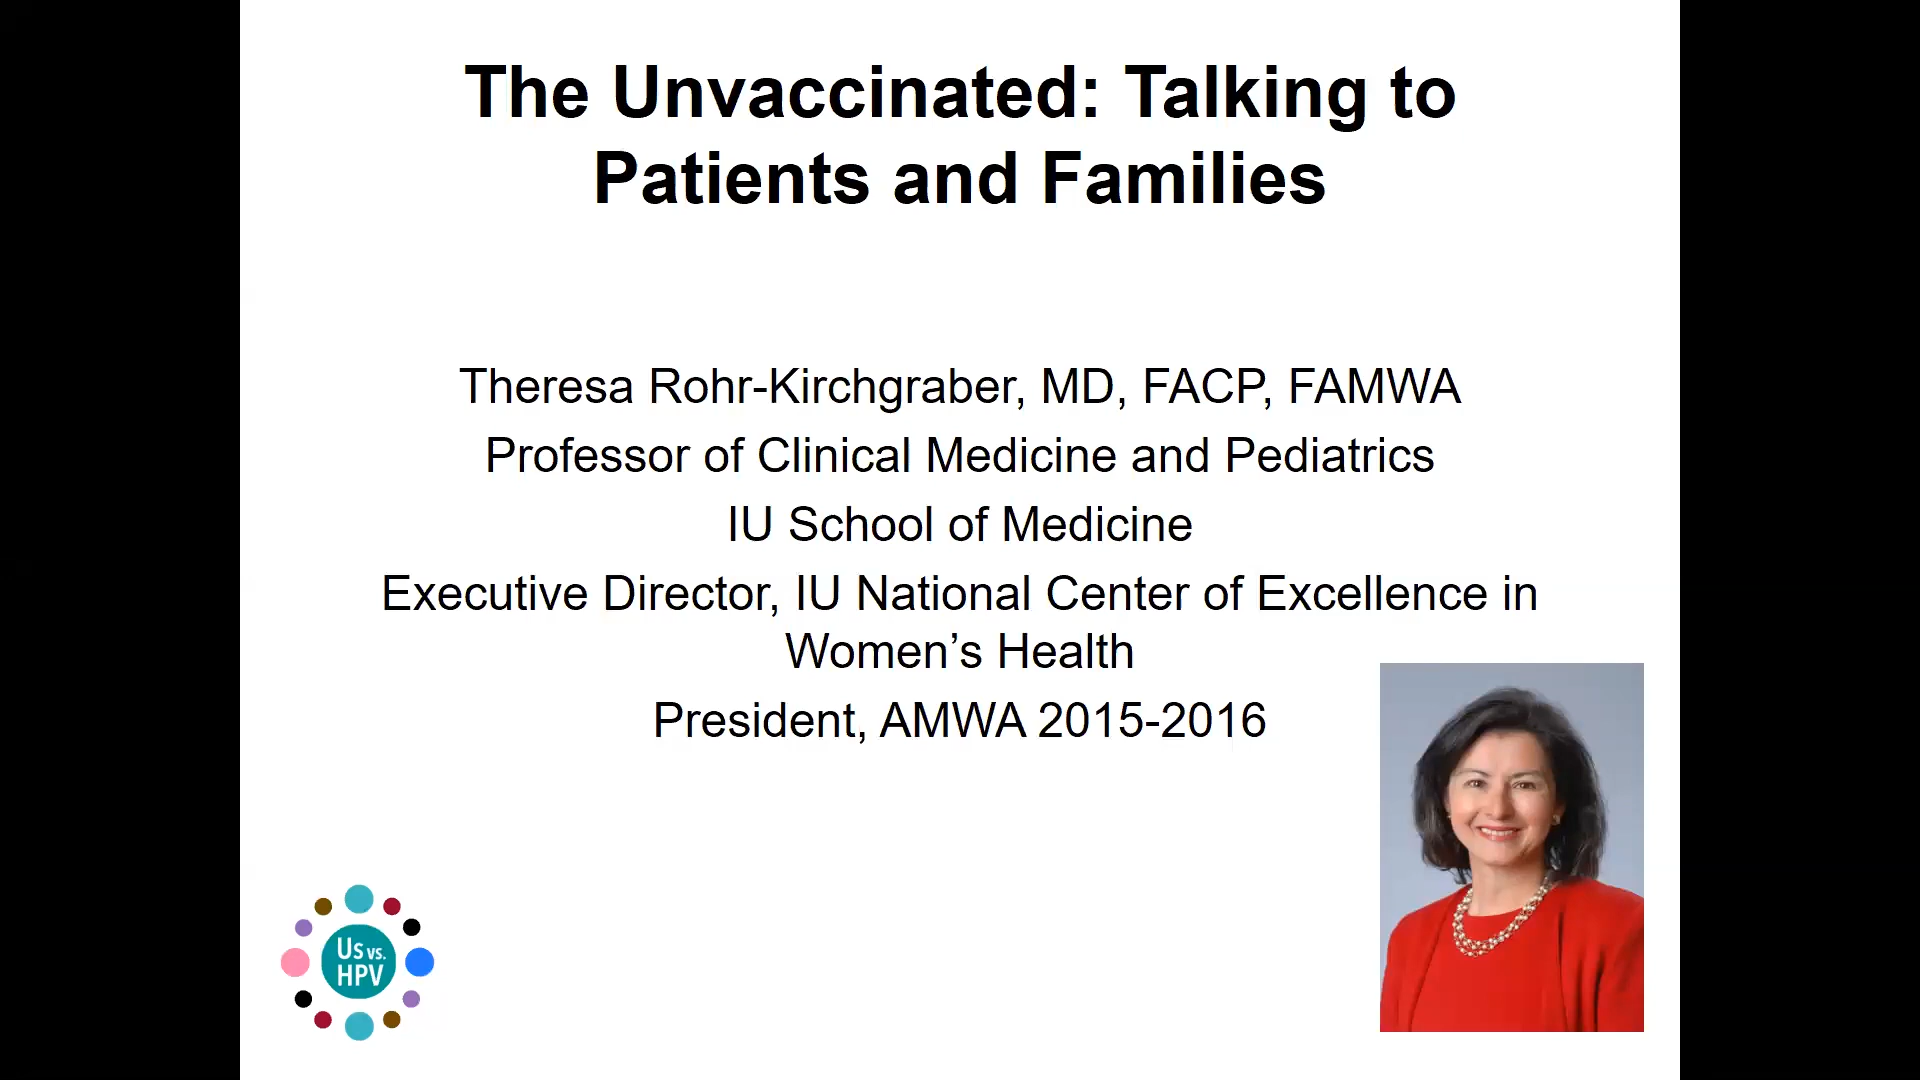 The Unvaccinated: Talking to
Patients and Families
Theresa Rohr-Kirchgraber, MD, FACP, FAMWA
Professor of Clinical Medicine and Pediatrics
IU School of Medicine
Executive Director, IU National Center of Excellence in
Women’s Health
President, AMWA 2015-2016
Us vs.
HPV